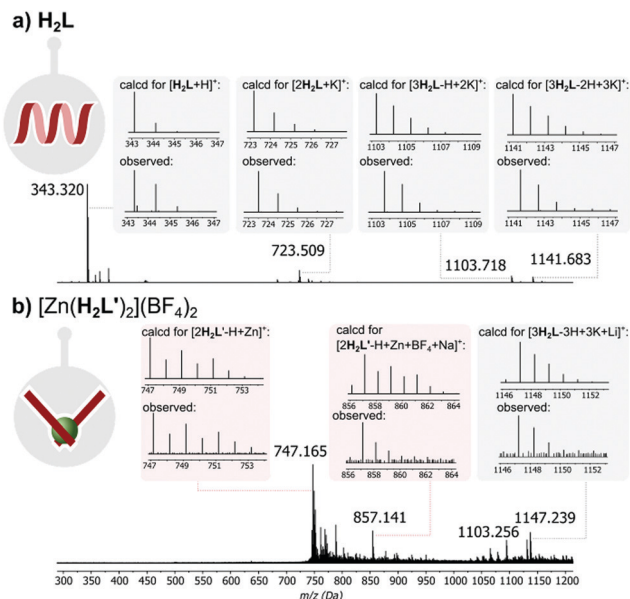 a) H₂L
calcd for [H₂L+H]⁺:
343 344 345 346 347
observed:
343 344 345 346 347
calcd for [2H₂L+K]⁺:
723 724 725 726 727
observed:
723 724 725 726 727
calcd for [3H₂L-H+2K]⁺:
1103 1105 1107 1109
observed:
1103 1105 1107 1109
calcd for [3H₂L-2H+3K]⁺:
1141 1143 1145 1147
observed:
1141 1143 1145 1147
343.320
723.509
1103.718
1141.683
b) [Zn(H₂L')₂](BF₄)₂
calcd for [2H₂L'-H+Zn]⁺:
747 749 751 753
observed:
747 749 751 753
calcd for
[2H₂L'-H+Zn+BF₄+Na]⁺:
856 858 860 862 864
observed:
856 858 860 862 864
calcd for [3H₂L-3H+3K+Li]⁺:
1146 1148 1150 1152
observed:
1146 1148 1150 1152
747.165
857.141
1103.256
1147.239
300 350 400 450 500 550 600 650 700 750 800 850 900 950 1000 1050 1100 1150 1200
m/z (Da)